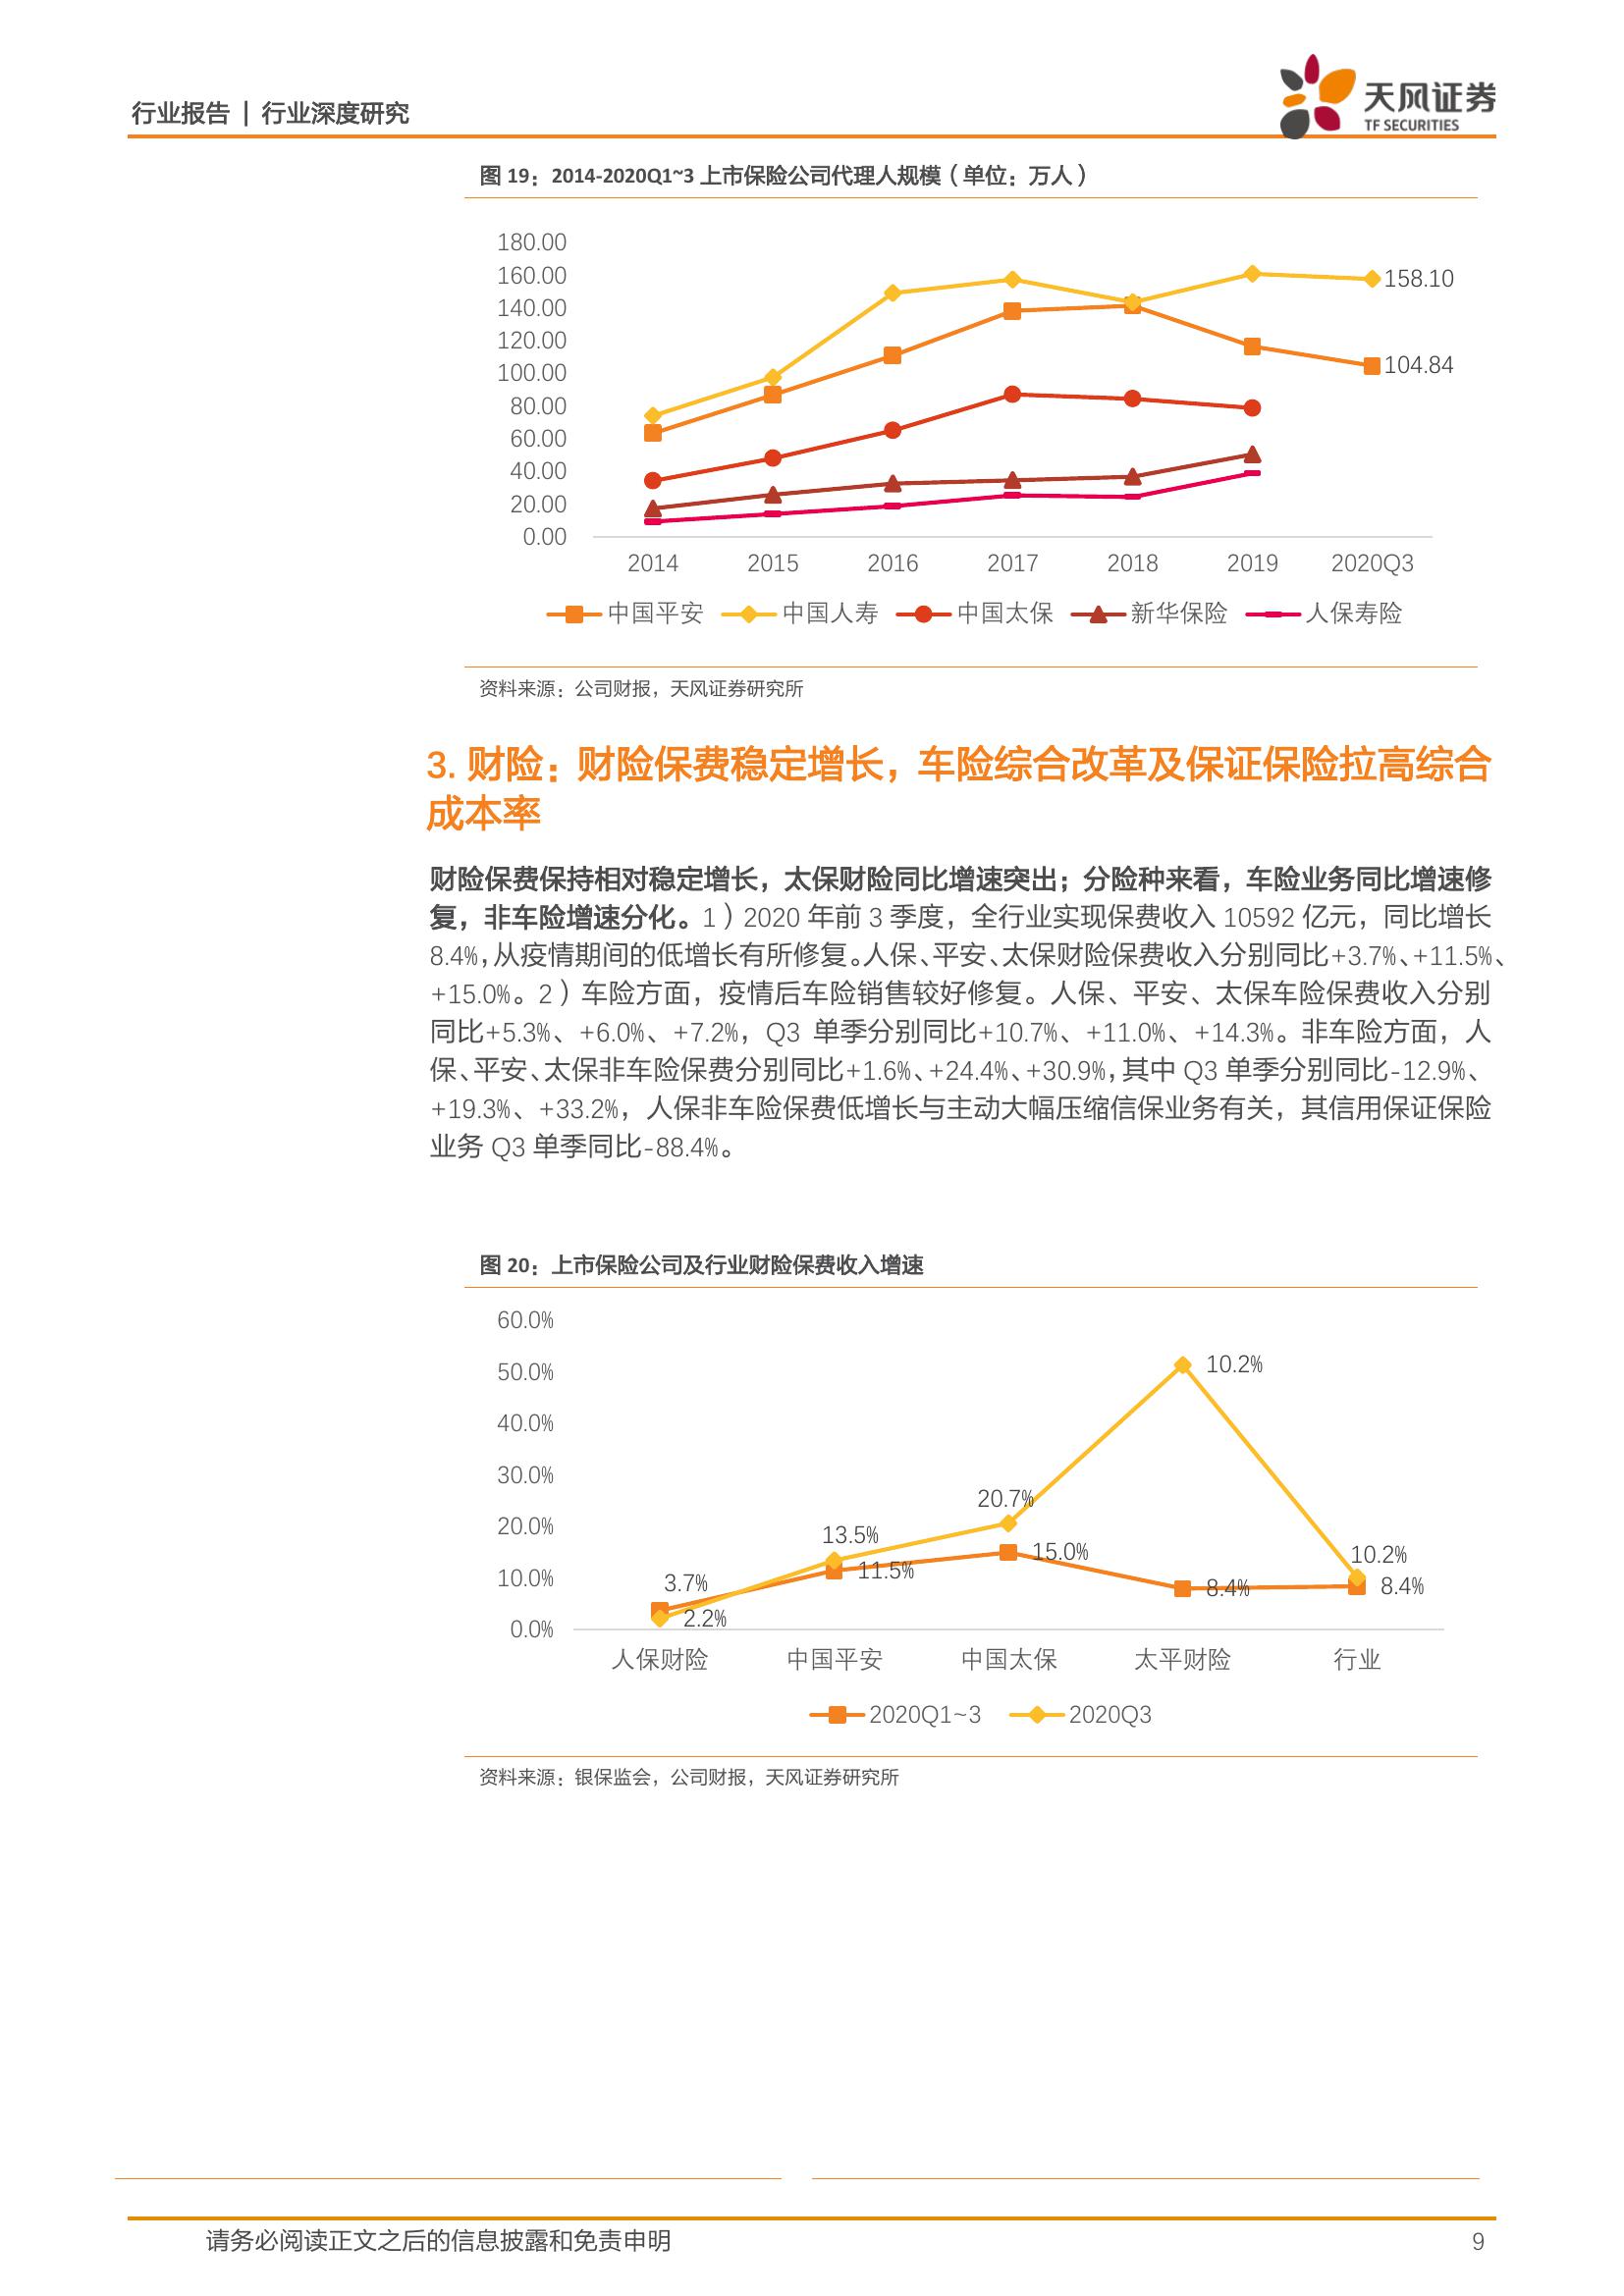 行业报告 | 行业深度研究
天风证券
TF SECURITIES
图 19：2014-2020Q1~3 上市保险公司代理人规模（单位：万人）
180.00
160.00
140.00
120.00
100.00
80.00
60.00
40.00
20.00
0.00
158.10
104.84
2014 2015 2016 2017 2018 2019 2020Q3
中国平安 中国人寿 中国太保 新华保险 人保寿险
资料来源：公司财报，天风证券研究所
3. 财险：财险保费稳定增长，车险综合改革及保证保险拉高综合
成本率
财险保费保持相对稳定增长，太保财险同比增速突出；分险种来看，车险业务同比增速修
复，非车险增速分化。1）2020 年前 3 季度，全行业实现保费收入 10592 亿元，同比增长
8.4%，从疫情期间的低增长有所修复。人保、平安、太保财险保费收入分别同比+3.7%、+11.5%、
+15.0%。2）车险方面，疫情后车险销售较好修复。人保、平安、太保车险保费收入分别
同比+5.3%、+6.0%、+7.2%，Q3 单季分别同比+10.7%、+11.0%、+14.3%。非车险方面，人
保、平安、太保非车险保费分别同比+1.6%、+24.4%、+30.9%，其中 Q3 单季分别同比-12.9%、
+19.3%、+33.2%，人保非车险保费低增长与主动大幅压缩信保业务有关，其信用保证保险
业务 Q3 单季同比-88.4%。
图 20：上市保险公司及行业财险保费收入增速
60.0%
50.0%
40.0%
30.0%
20.0%
10.0%
0.0%
3.7%
2.2%
13.5%
11.5%
20.7%
15.0%
10.2%
8.4%
10.2%
8.4%
人保财险 中国平安 中国太保 太平财险 行业
2020Q1~3 2020Q3
资料来源：银保监会，公司财报，天风证券研究所
请务必阅读正文之后的信息披露和免责申明 9